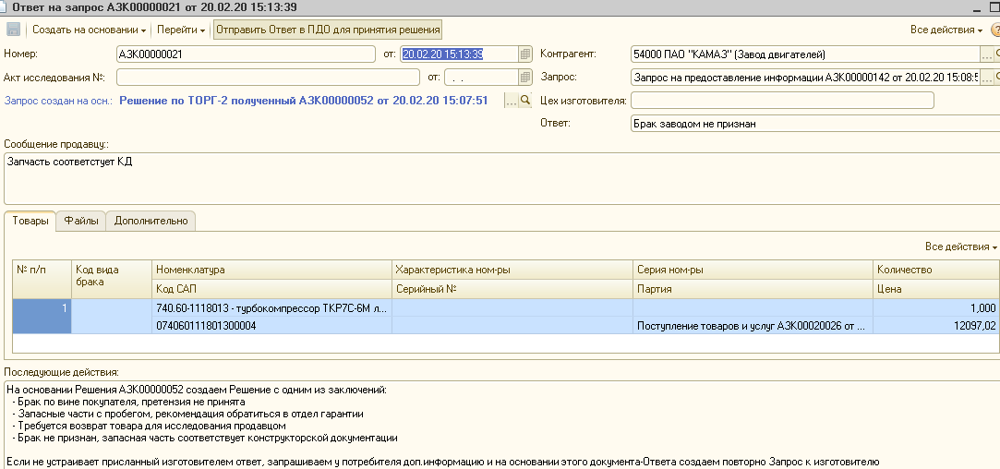 Ответ на запрос АЗК00000021 от 20.02.20 15:13:39
Создать на основании Перейти Отправить Ответ в ПДО для принятия решения Все действия
Номер: АЗК00000021 от: 20.02.20 15:13:39 Контрагент: 54000 ПАО "КАМАЗ" (Завод двигателей)
Акт исследования №: от: . . Запрос: Запрос на предоставление информации АЗК00000142 от 20.02.20 15:08:5
Запрос создан на осн.: Решение по ТОРГ-2 полученный АЗК00000052 от 20.02.20 15:07:51 ... Цех изготовителя:
Ответ: Брак заводом не признан
Сообщение продавцу::
Запчасть соответстует КД
Товары Файлы Дополнительно
Все действия
№ п/п Код вида брака Номенклатура Характеристика ном-ры Серия ном-ры Количество
Код САП Серийный № Партия Цена
1 740.60-1118013 - турбокомпрессор ТКР7С-6М л... 1,000
074060111801300004 Поступление товаров и услуг АЗК00020026 от ... 12097,02
Последующие действия:
На основании Решения АЗК00000052 создаем Решение с одним из заключений:
- Брак по вине покупателя, претензия не принята
- Запасные части с пробегом, рекомендация обратиться в отдел гарантии
- Требуется возврат товара для исследования продавцом
- Брак не признан, запасная часть соответствует конструкторской документации
Если не устраивает присланный изготовителем ответ, запрашиваем у потребителя доп.информацию и на основании этого документа-Ответа создаем повторно Запрос к изготовителю